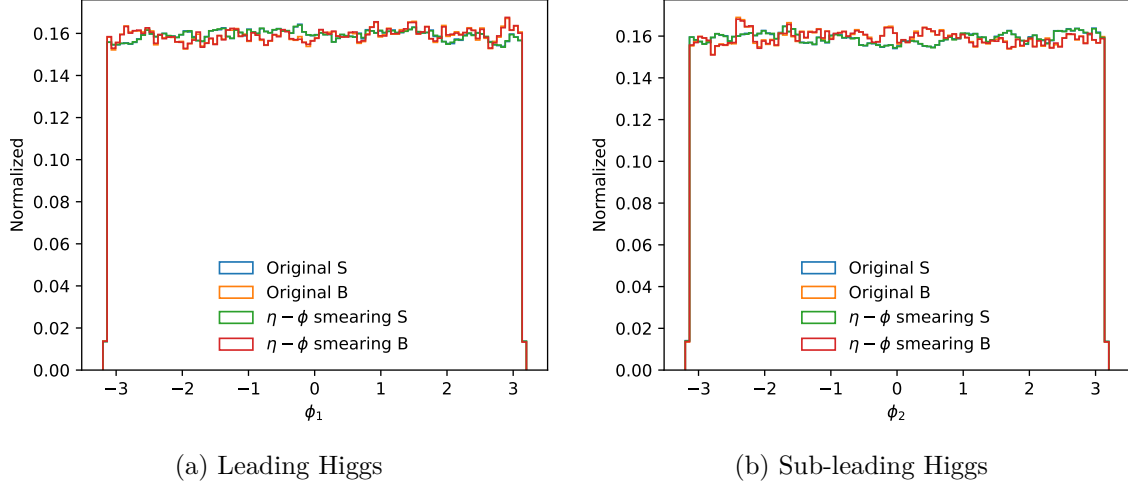 0.16
0.14
0.12
0.10
0.08
0.06
0.04
0.02
0.00
Normalized
Original S
Original B
η − ϕ smearing S
η − ϕ smearing B
−3 −2 −1 0 1 2 3
ϕ₁
(a) Leading Higgs
0.16
0.14
0.12
0.10
0.08
0.06
0.04
0.02
0.00
Normalized
Original S
Original B
η − ϕ smearing S
η − ϕ smearing B
−3 −2 −1 0 1 2 3
ϕ₂
(b) Sub-leading Higgs